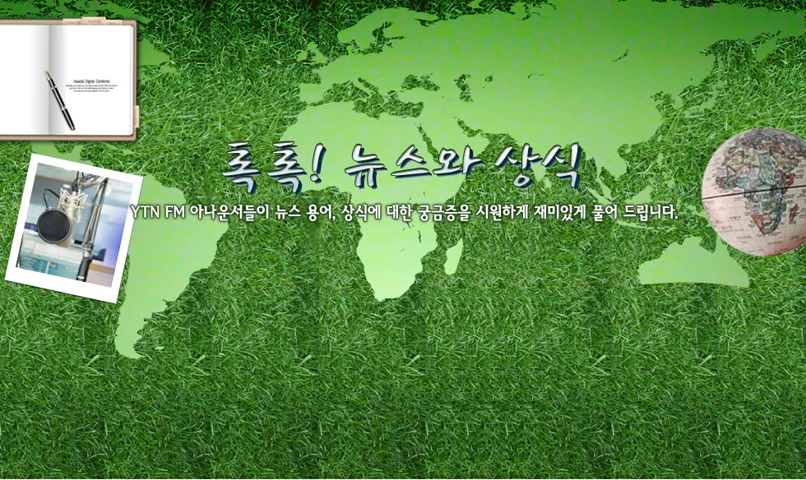 톡톡! 뉴스와 상식
YTN FM 아나운서들이 뉴스 용어, 상식에 대한 궁금증을 시원하게 재미있게 풀어 드립니다.